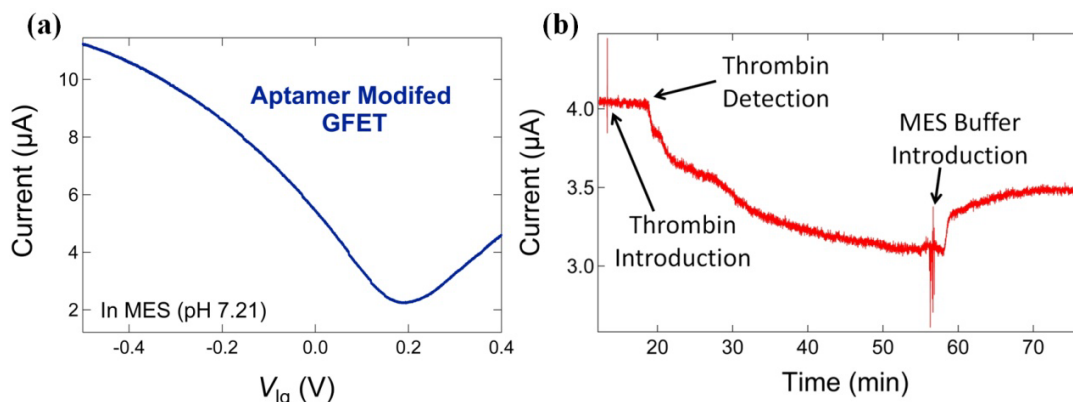 (a)
Current (µA)
10
8
6
4
2
Aptamer Modifed
GFET
In MES (pH 7.21)
-0.4
-0.2
0.0
0.2
0.4
Vlg (V)
(b)
Current (µA)
4.0
3.5
3.0
Thrombin
Detection
MES Buffer
Introduction
Thrombin
Introduction
20
30
40
50
60
70
Time (min)